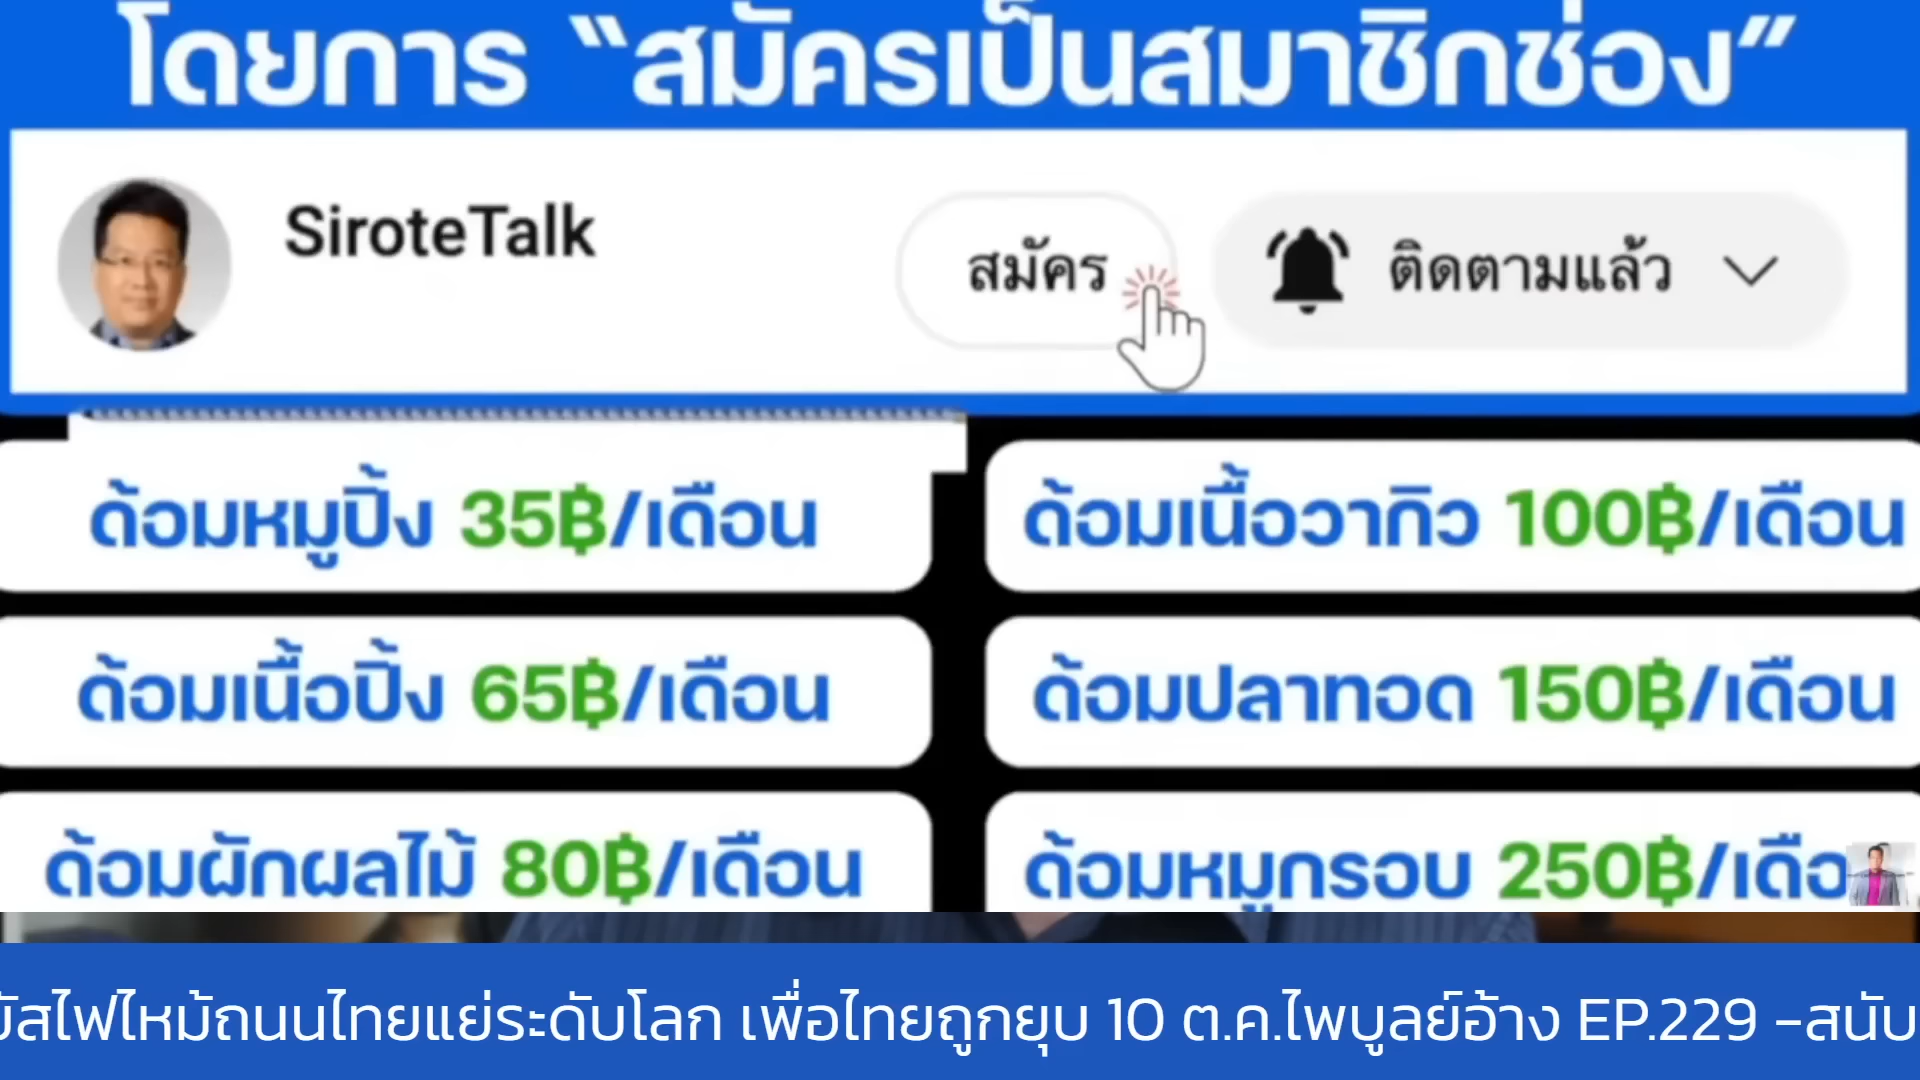 โดยการ “สมัครเป็นสมาชิกช่อง”
SiroteTalk
สมัคร
ติดตามแล้ว
ด้อมหมูปิ้ง 35฿/เดือน
ด้อมเนื้อวากิว 100฿/เดือน
ด้อมเนื้อปิ้ง 65฿/เดือน
ด้อมปลาทอด 150฿/เดือน
ด้อมผักผลไม้ 80฿/เดือน
ด้อมหมูกรอบ 250฿/เดือ
บัสไฟไหม้ถนนไทยแย่ระดับโลก เพื่อไทยถูกยุบ 10 ต.ค.ไพบูลย์อ้าง EP.229 -สนับ